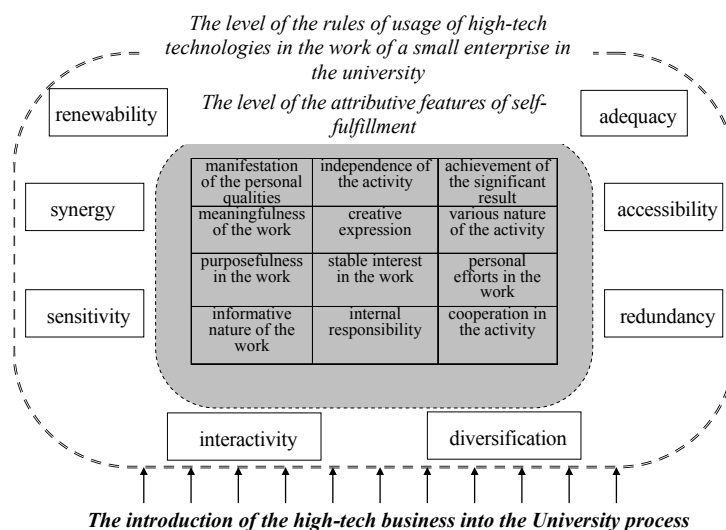 The level of the rules of usage of high-tech
technologies in the work of a small enterprise in
the university
renewability
The level of the attributive features of self-
fulfillment
adequacy
manifestation
of the personal
qualities
independence of
the activity
achievement of
the significant
result
synergy
meaningfulness
of the work
creative
expression
various nature
of the activity
accessibility
purposefulness
in the work
stable interest
in the work
personal
efforts in the
work
sensitivity
informative
nature of the
work
internal
responsibility
cooperation in
the activity
redundancy
interactivity
diversification
The introduction of the high-tech business into the University process